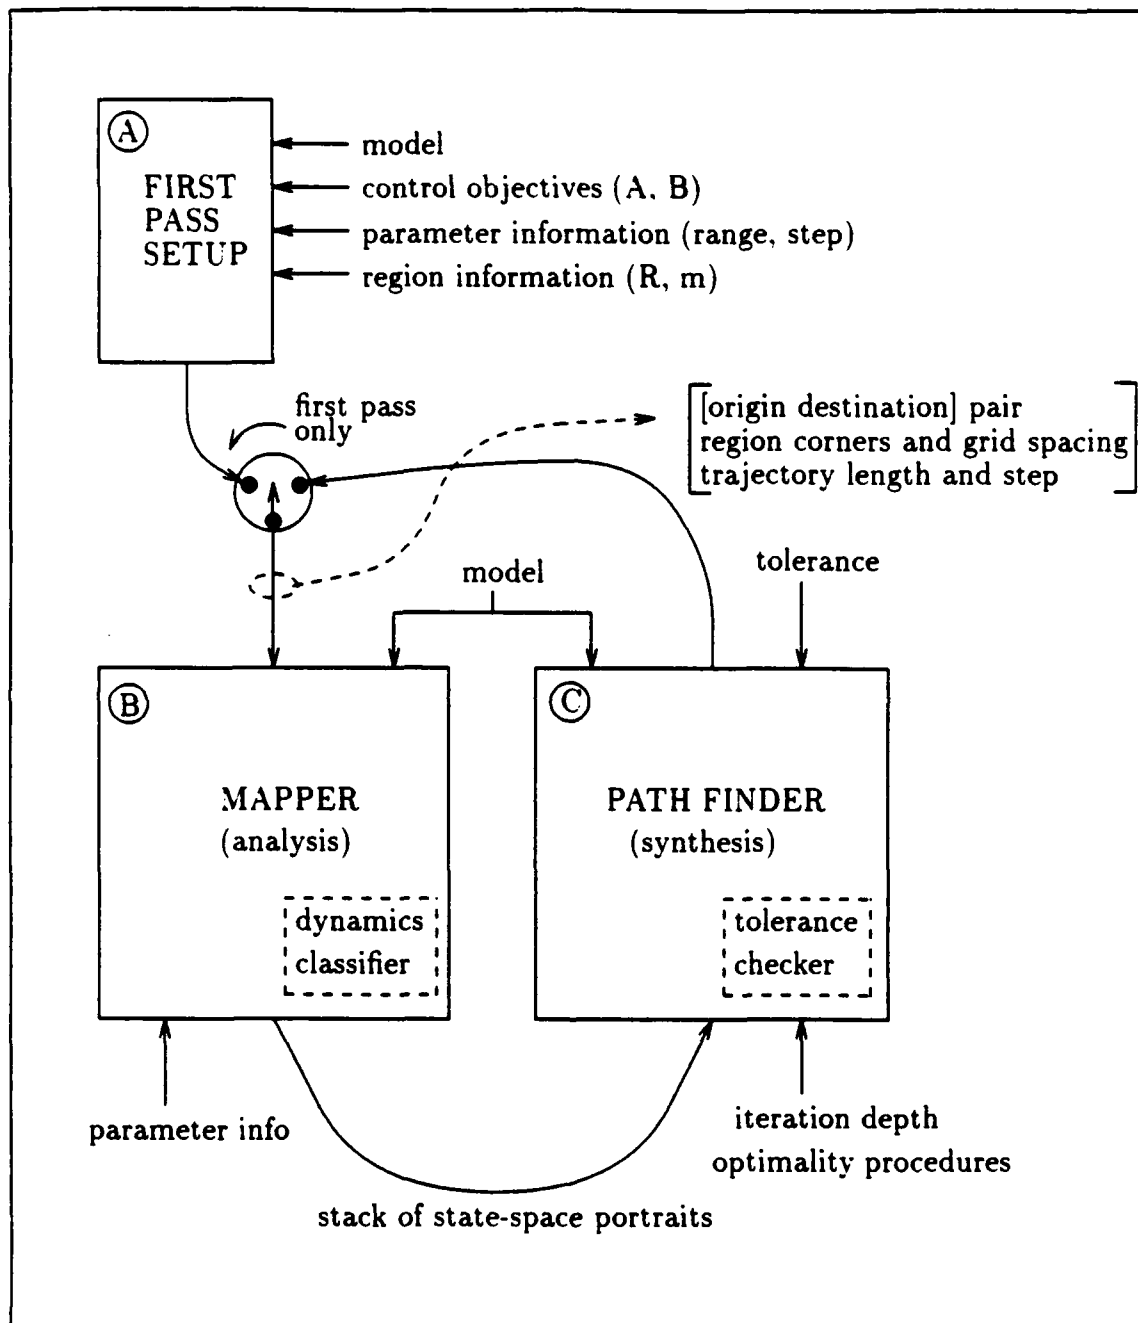 A
FIRST
PASS
SETUP
model
control objectives (A, B)
parameter information (range, step)
region information (R, m)
first pass
only
[origin destination] pair
region corners and grid spacing
trajectory length and step
model
tolerance
B
MAPPER
(analysis)
dynamics
classifier
C
PATH FINDER
(synthesis)
tolerance
checker
parameter info
iteration depth
optimality procedures
stack of state-space portraits